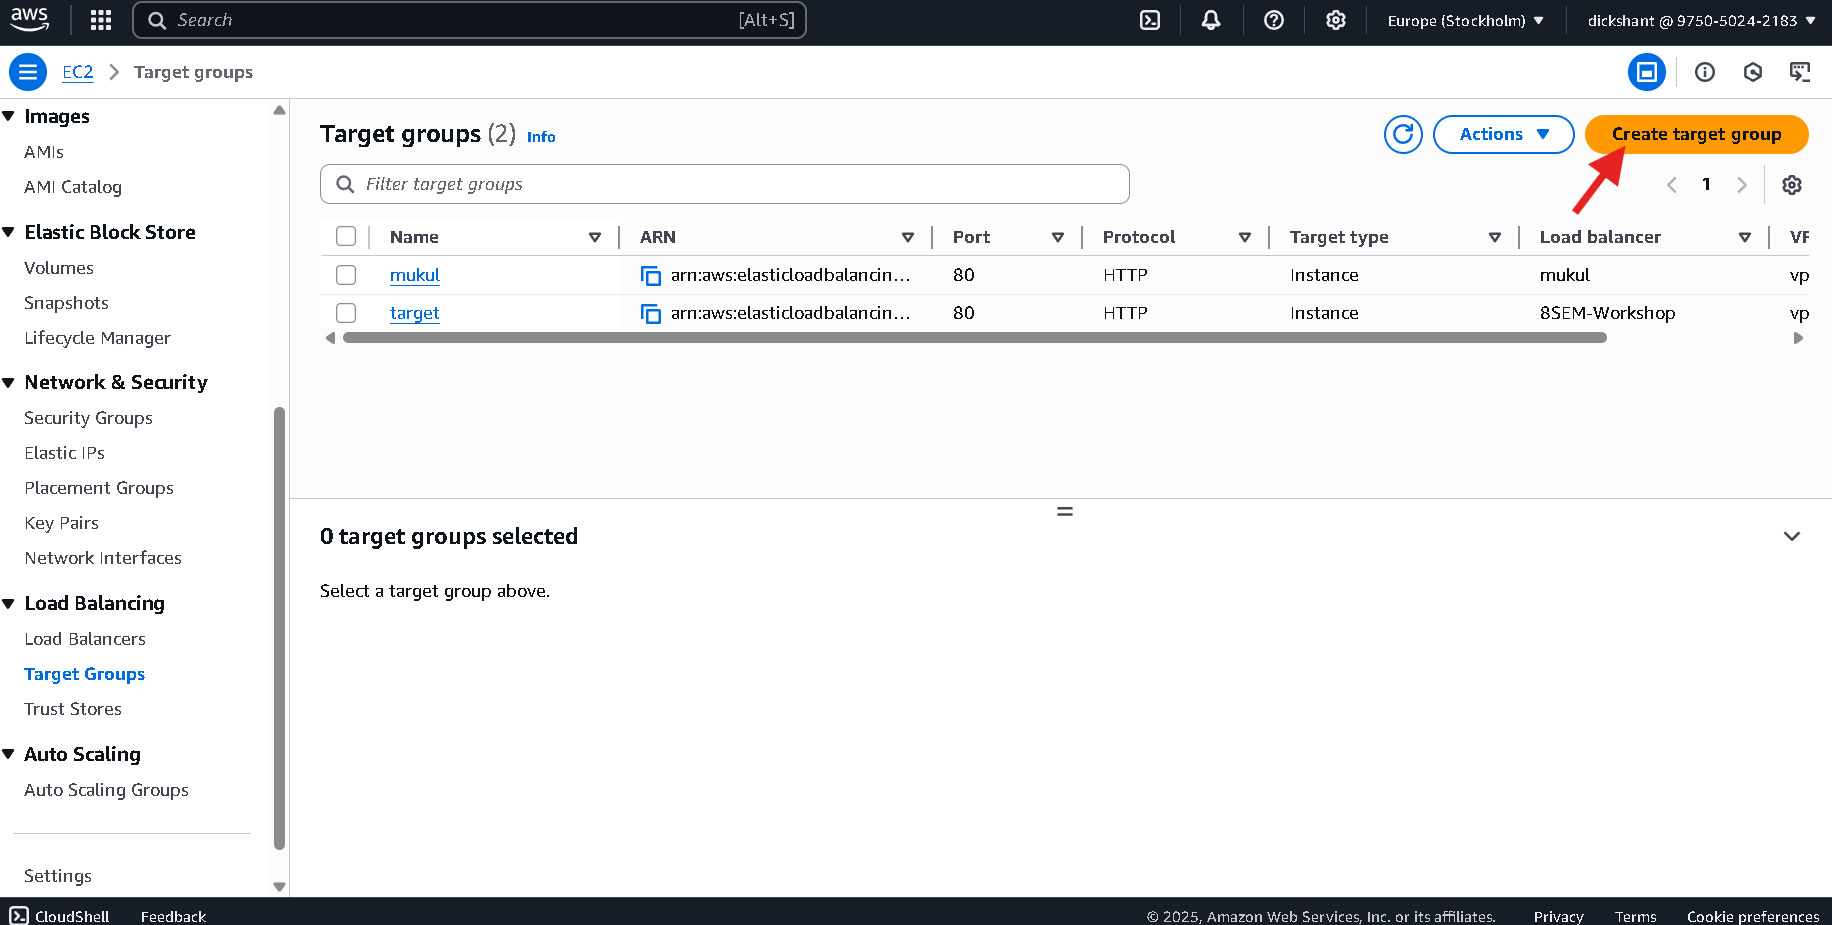 aws
Search [Alt+S]
Europe (Stockholm)
dickshant @ 9750-5024-2183
EC2
Target groups
Images
AMIs
AMI Catalog
Elastic Block Store
Volumes
Snapshots
Lifecycle Manager
Network & Security
Security Groups
Elastic IPs
Placement Groups
Key Pairs
Network Interfaces
Load Balancing
Load Balancers
Target Groups
Trust Stores
Auto Scaling
Auto Scaling Groups
Settings
Target groups (2) Info
Actions
Create target group
Filter target groups
1
Name ARN Port Protocol Target type Load balancer VP
mukul arn:aws:elasticloadbalancin... 80 HTTP Instance mukul vp
target arn:aws:elasticloadbalancin... 80 HTTP Instance 8SEM-Workshop vp
0 target groups selected
Select a target group above.
CloudShell Feedback
© 2025, Amazon Web Services, Inc. or its affiliates. Privacy Terms Cookie preferences